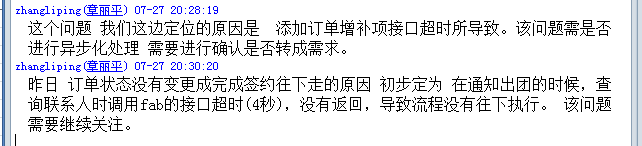 zhangliping(章丽平) 07-27 20:28:19
这个问题 我们这边定位的原因是  添加订单增补项接口超时所导致。该问题需是否
进行异步化处理 需要进行确认是否转成需求。
zhangliping(章丽平) 07-27 20:30:20
昨日 订单状态没有变更成完成签约往下走的原因 初步定为 在通知出团的时候，查
询联系人时调用fab的接口超时(4秒)，没有返回，导致流程没有往下执行。 该问题
需要继续关注。